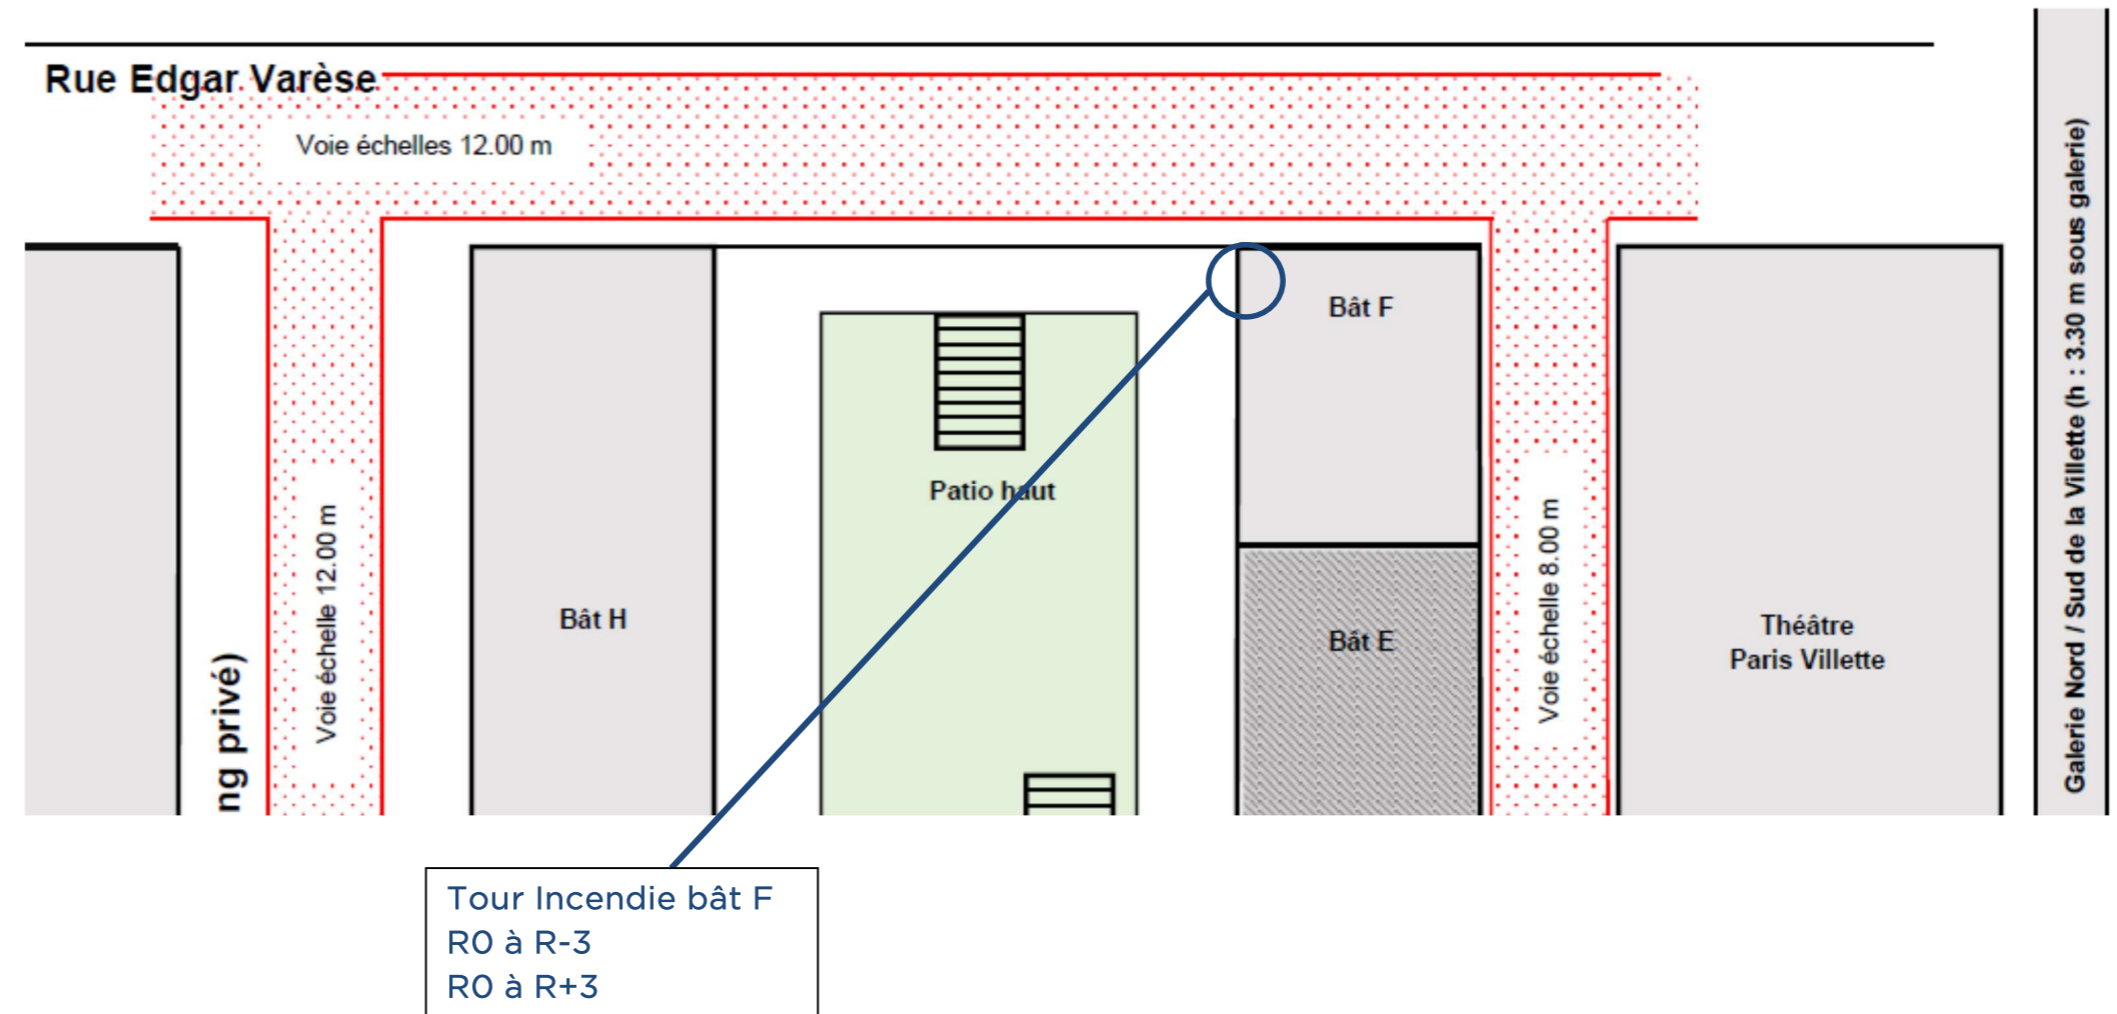 Rue Edgar Varèse
Voie échelles 12.00 m
Bât F
Patio haut
Voie échelle 12.00 m
Voie échelle 8.00 m
Bât H
Bât E
Théâtre
Paris Villette
ng privé)
Galerie Nord / Sud de la Villette (h : 3.30 m sous galerie)
Tour Incendie bât F
R0 à R-3
R0 à R+3